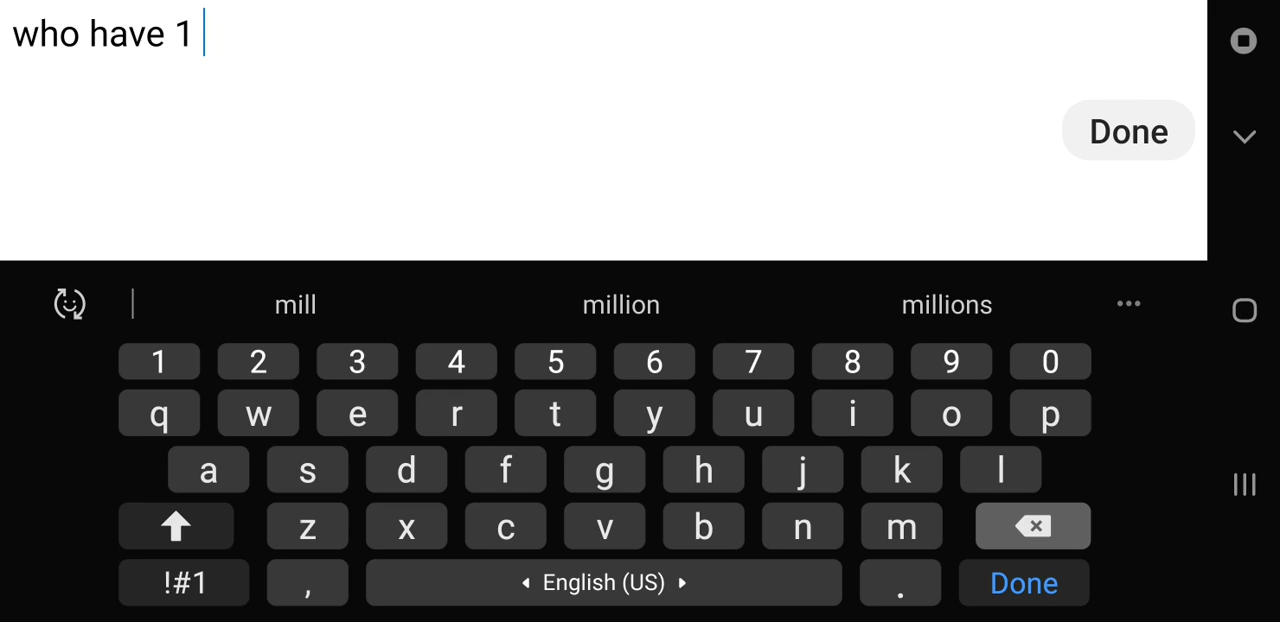 who have 1
Done
mill million millions
1 2 3 4 5 6 7 8 9 0
q w e r t y u i o p
a s d f g h j k l
z x c v b n m
!#1 , English (US) . Done